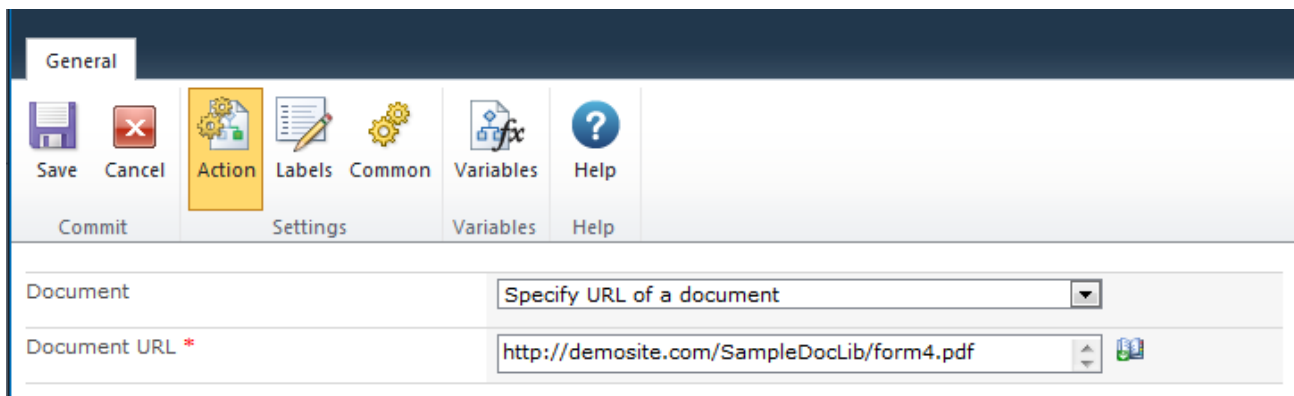 General
Save Cancel Action Labels Common Variables Help
Commit Settings Variables Help
Document Specify URL of a document
Document URL * http://demosite.com/SampleDocLib/form4.pdf